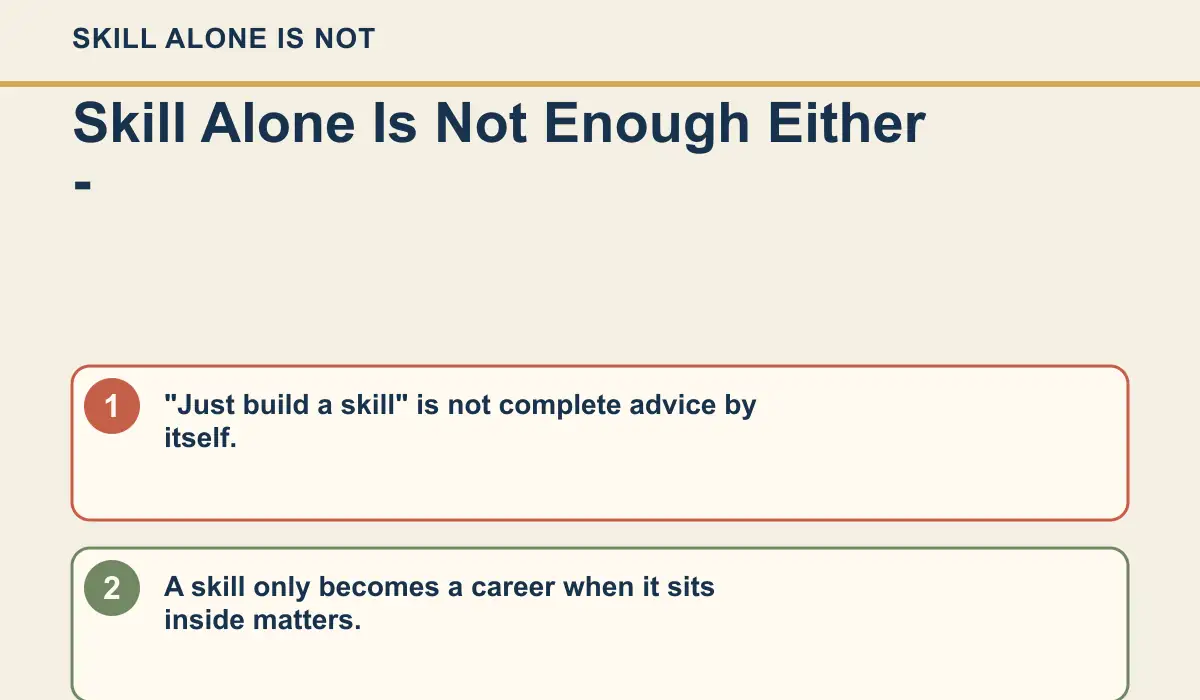 SKILL ALONE IS NOT
Skill Alone Is Not Enough Either
-
1
"Just build a skill" is not complete advice by
itself.
2
A skill only becomes a career when it sits
inside matters.